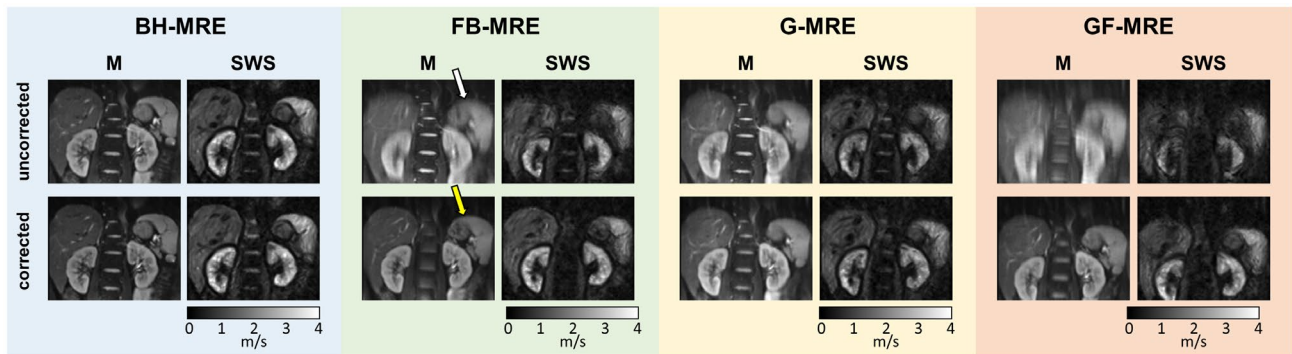 BH-MRE FB-MRE G-MRE GF-MRE
M SWS M SWS M SWS M SWS
uncorrected
corrected
0 1 2 3 4 0 1 2 3 4 0 1 2 3 4 0 1 2 3 4
m/s m/s m/s m/s